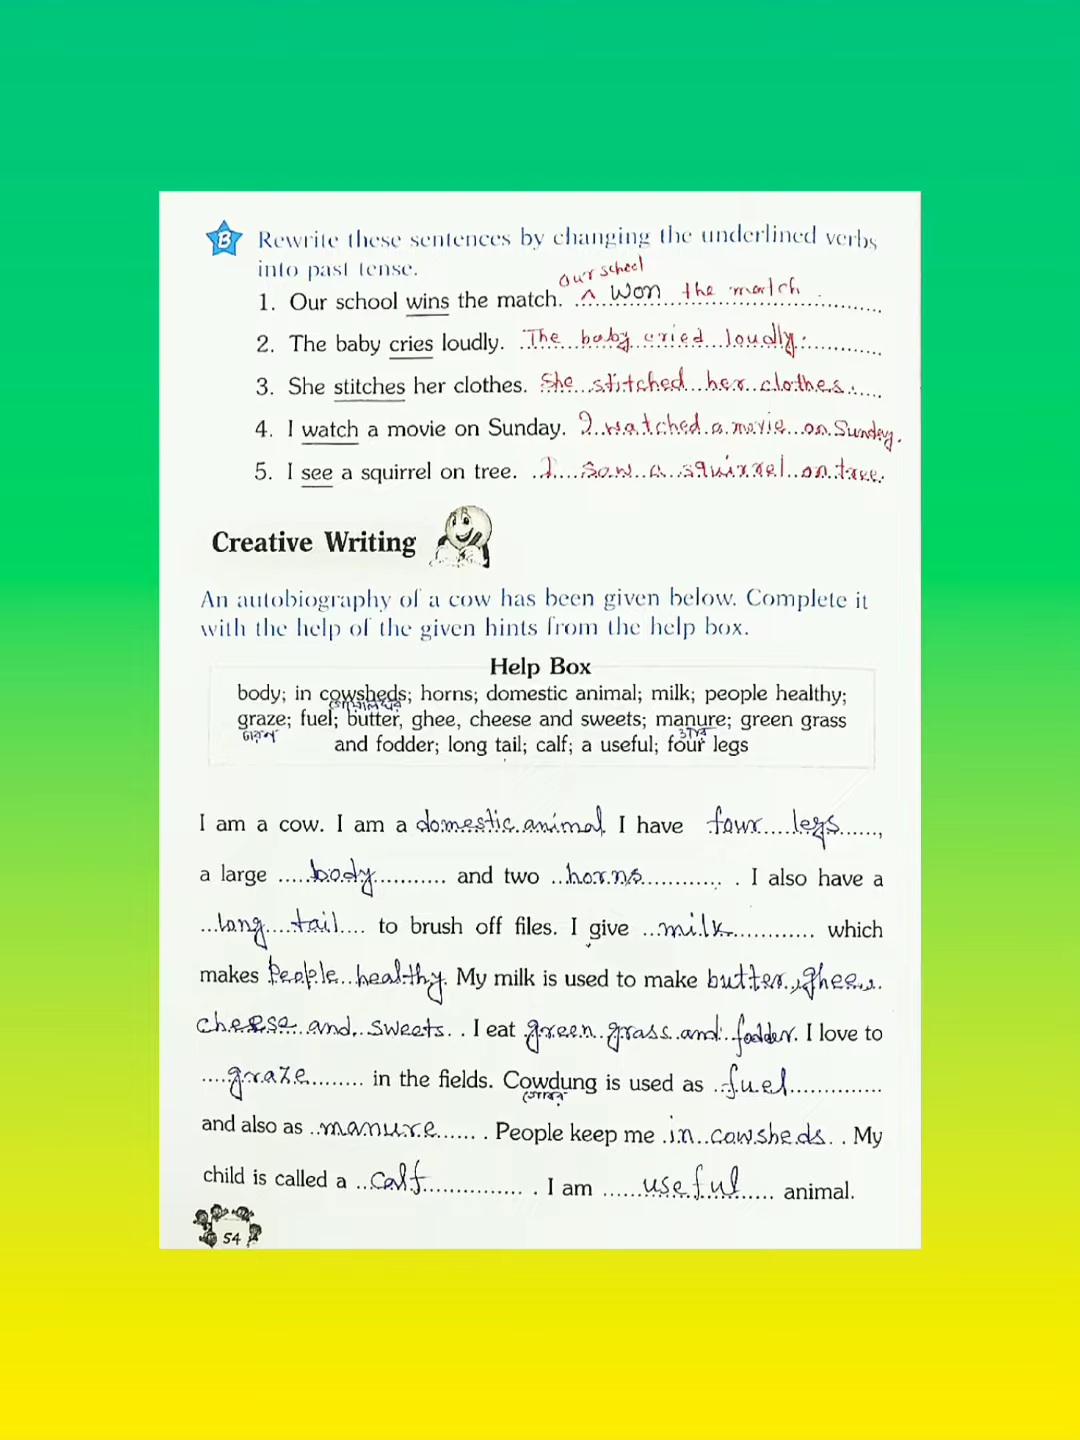 B Rewrite these sentences by changing the underlined verbs
into past tense.
our school
1. Our school wins the match. ^ Won the match
2. The baby cries loudly. The baby cried loudly.
3. She stitches her clothes. She stitched her clothes.
4. I watch a movie on Sunday. I watched a movie on Sunday.
5. I see a squirrel on tree. I saw a squirrel on tree.
Creative Writing
An autobiography of a cow has been given below. Complete it
with the help of the given hints from the help box.
Help Box
body; in cowsheds; horns; domestic animal; milk; people healthy;
গোয়ালঘর
graze; fuel; butter, ghee, cheese and sweets; manure; green grass
সার
and fodder; long tail; calf; a useful; four legs
I am a cow. I am a domestic animal. I have four legs,
a large body and two horns. I also have a
long tail to brush off files. I give milk which
makes people healthy. My milk is used to make butter, ghee,
cheese and sweets. I eat green grass and fodder. I love to
graze in the fields. Cowdung is used as fuel
গোবর
and also as manure. People keep me in cowsheds. My
child is called a calf. I am useful animal.
54